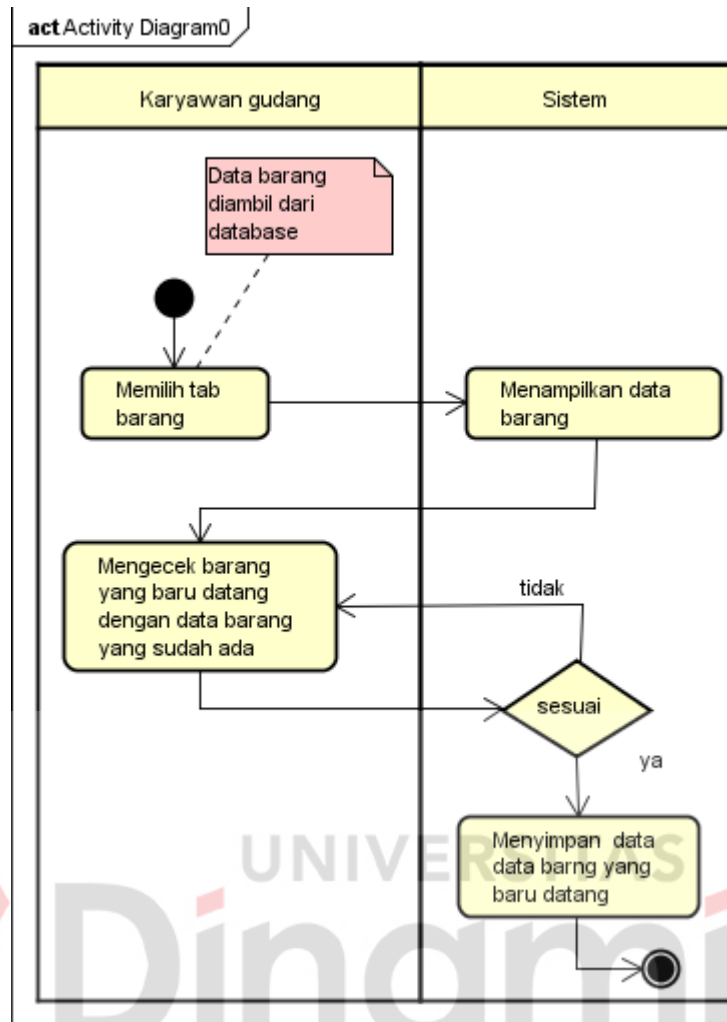 act Activity Diagram0
Karyawan gudang
Sistem
Data barang
diambil dari
database
Memilih tab
barang
Menampilkan data
barang
Mengecek barang
yang baru datang
dengan data barang
yang sudah ada
tidak
sesuai
ya
Menyimpan data
data barng yang
baru datang
UNIVERSITAS
Dinami